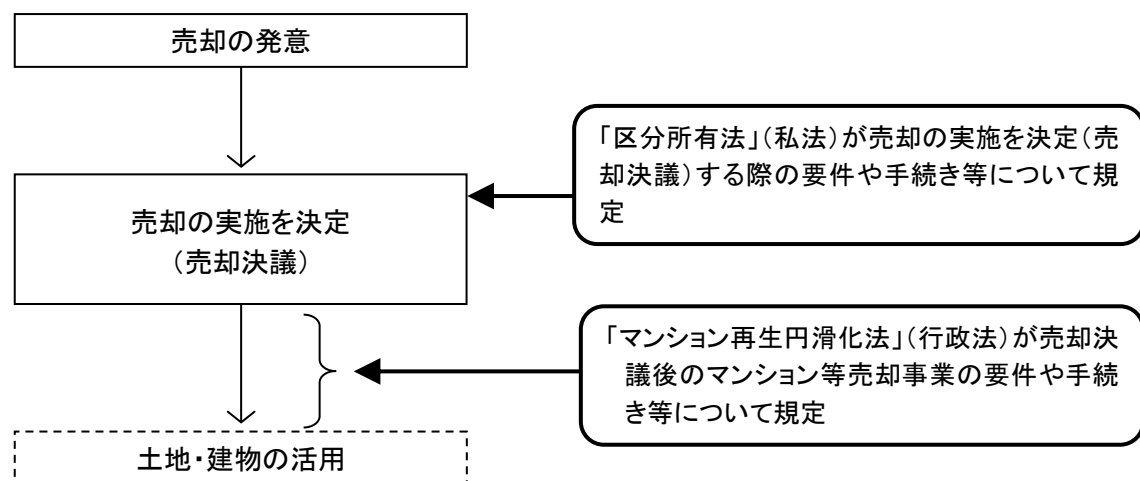 売却の発意
「区分所有法」(私法)が売却の実施を決定(売
却決議)する際の要件や手続き等について規
定
売却の実施を決定
(売却決議)
「マンション再生円滑化法」(行政法)が売却決
議後のマンション等売却事業の要件や手続
き等について規定
土地・建物の活用